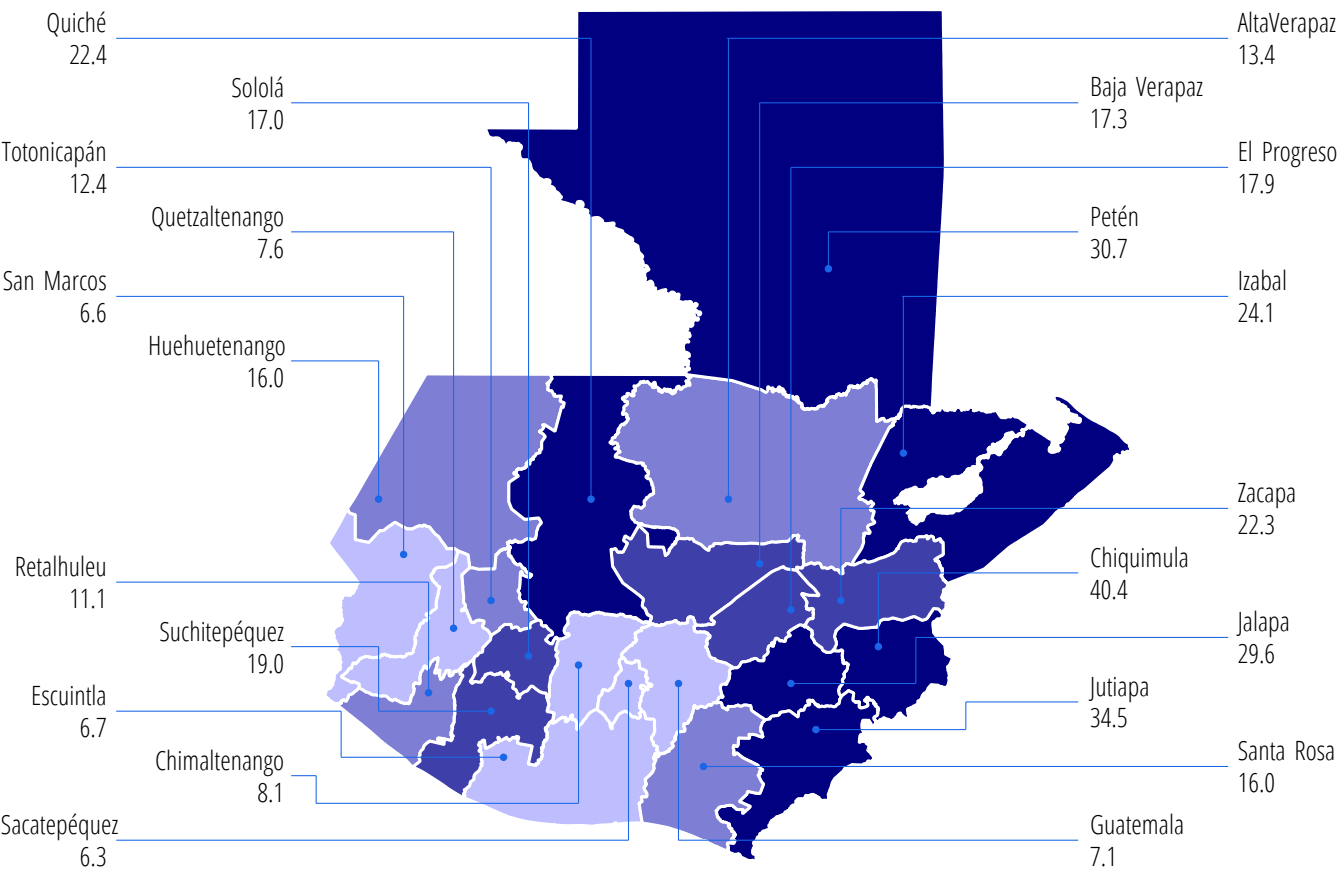 Quiché
22.4
Sololá
17.0
Totonicapán
12.4
Quetzaltenango
7.6
San Marcos
6.6
Huehuetenango
16.0
Retalhuleu
11.1
Suchitepéquez
19.0
Escuintla
6.7
Chimaltenango
8.1
Sacatepéquez
6.3
AltaVerapaz
13.4
Baja Verapaz
17.3
El Progreso
17.9
Petén
30.7
Izabal
24.1
Zacapa
22.3
Chiquimula
40.4
Jalapa
29.6
Jutiapa
34.5
Santa Rosa
16.0
Guatemala
7.1